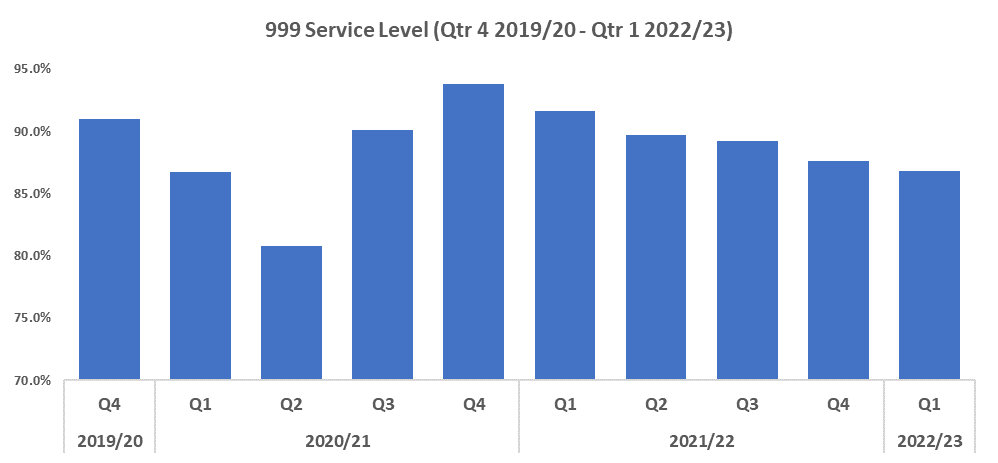 999 Service Level (Qtr 4 2019/20 - Qtr 1 2022/23)
95.0%
90.0%
85.0%
80.0%
75.0%
70.0%
Q4 Q1 Q2 Q3 Q4 Q1 Q2 Q3 Q4 Q1
2019/20 2020/21 2021/22 2022/23